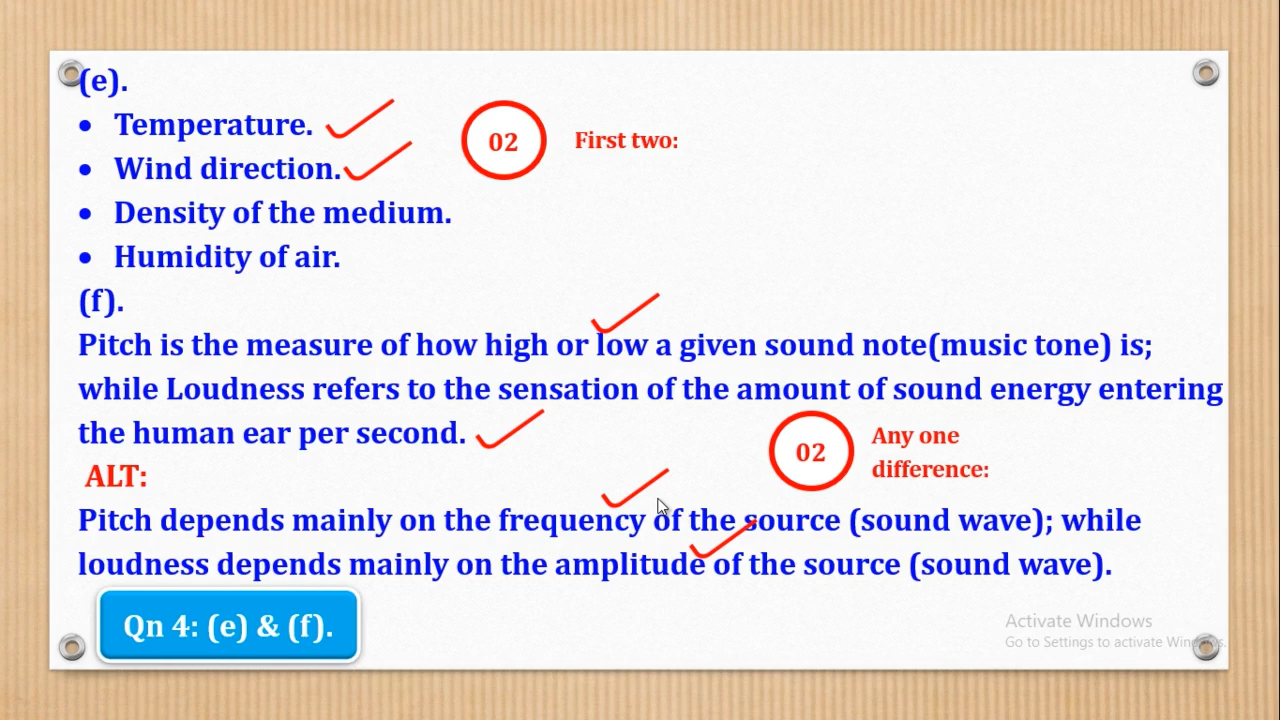 (e).
• Temperature.
02 First two:
• Wind direction.
• Density of the medium.
• Humidity of air.
(f).
Pitch is the measure of how high or low a given sound note(music tone) is;
while Loudness refers to the sensation of the amount of sound energy entering
the human ear per second.
02 Any one
difference:
ALT:
Pitch depends mainly on the frequency of the source (sound wave); while
loudness depends mainly on the amplitude of the source (sound wave).
Qn 4: (e) & (f).
Activate Windows
Go to Settings to activate Windows.